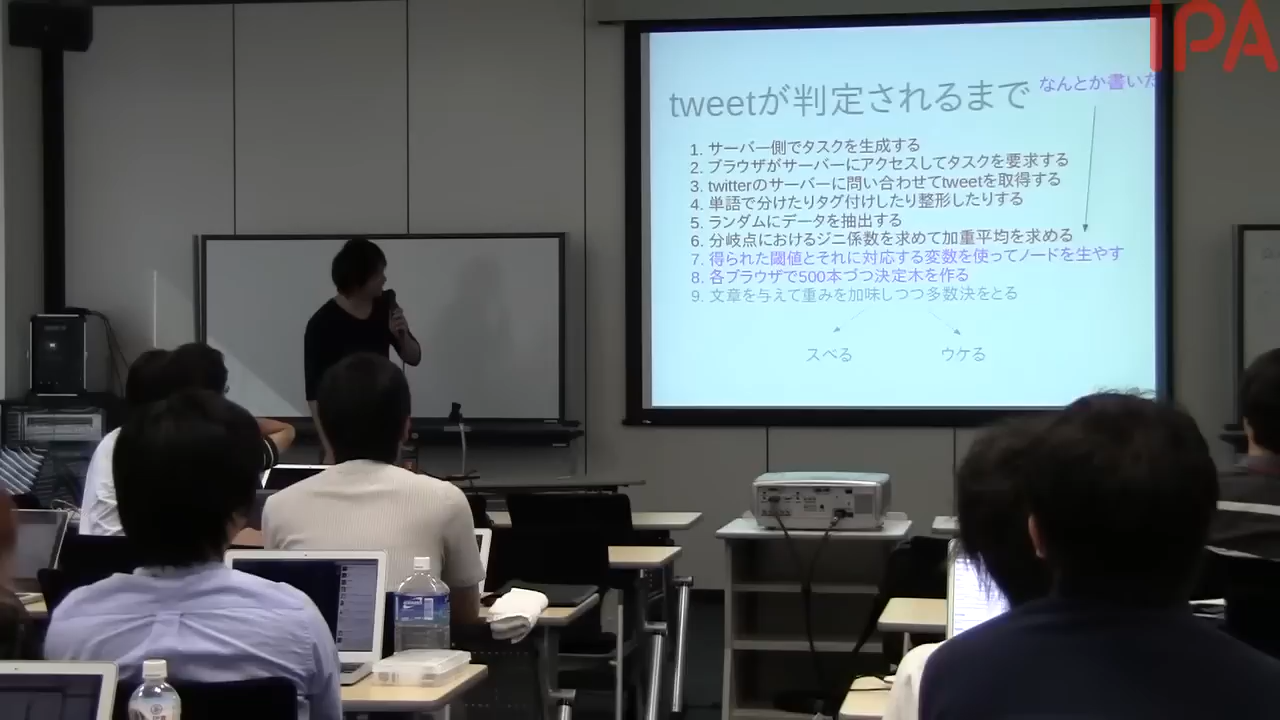 IPA
tweetが判定されるまで
なんとか書いた
1. サーバー側でタスクを生成する
2. ブラウザがサーバーにアクセスしてタスクを要求する
3. twitterのサーバーに問い合わせてtweetを取得する
4. 単語で分けたりタグ付けしたり整形したりする
5. ランダムにデータを抽出する
6. 分岐点におけるジニ係数を求めて加重平均を求める
7. 得られた閾値とそれに対応する変数を使ってノードを生やす
8. 各ブラウザで500本づつ決定木を作る
9. 文章を与えて重みを加味しつつ多数決をとる
スベる
ウケる